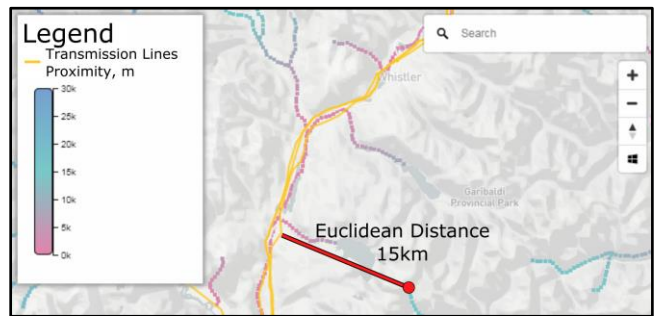 Legend
Transmission Lines
Proximity, m
30k
25k
20k
15k
10k
5k
0k
Search
+
−
Whistler
Garibaldi
Provincial Park
Euclidean Distance
15km